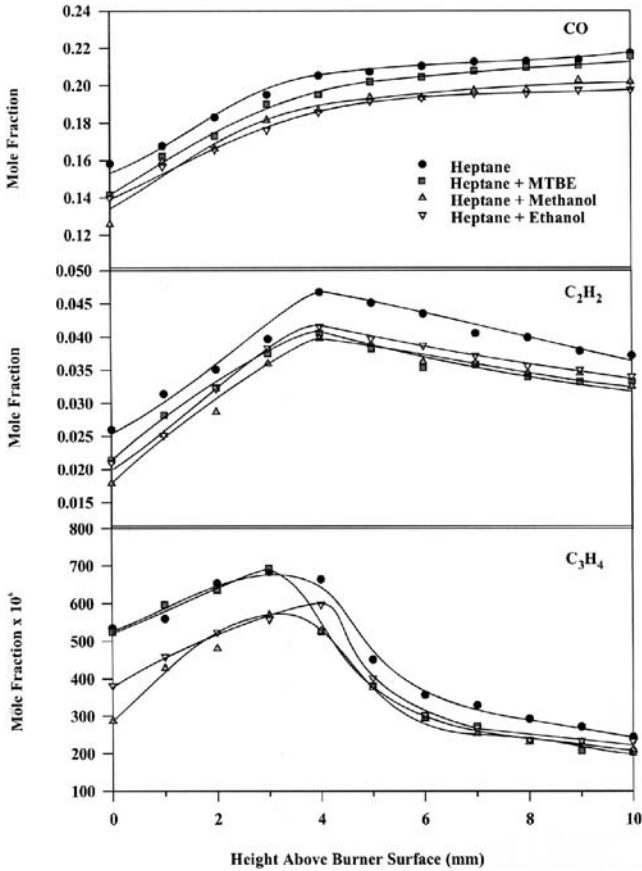 CO
0.24
0.22
0.20
0.18
0.16
0.14
0.12
Mole Fraction
Heptane
Heptane + MTBE
Heptane + Methanol
Heptane + Ethanol
C₂H₂
0.050
0.045
0.040
0.035
0.030
0.025
0.020
0.015
Mole Fraction
C₃H₄
800
700
600
500
400
300
200
100
Mole Fraction x 10⁶
0 2 4 6 8 10
Height Above Burner Surface (mm)